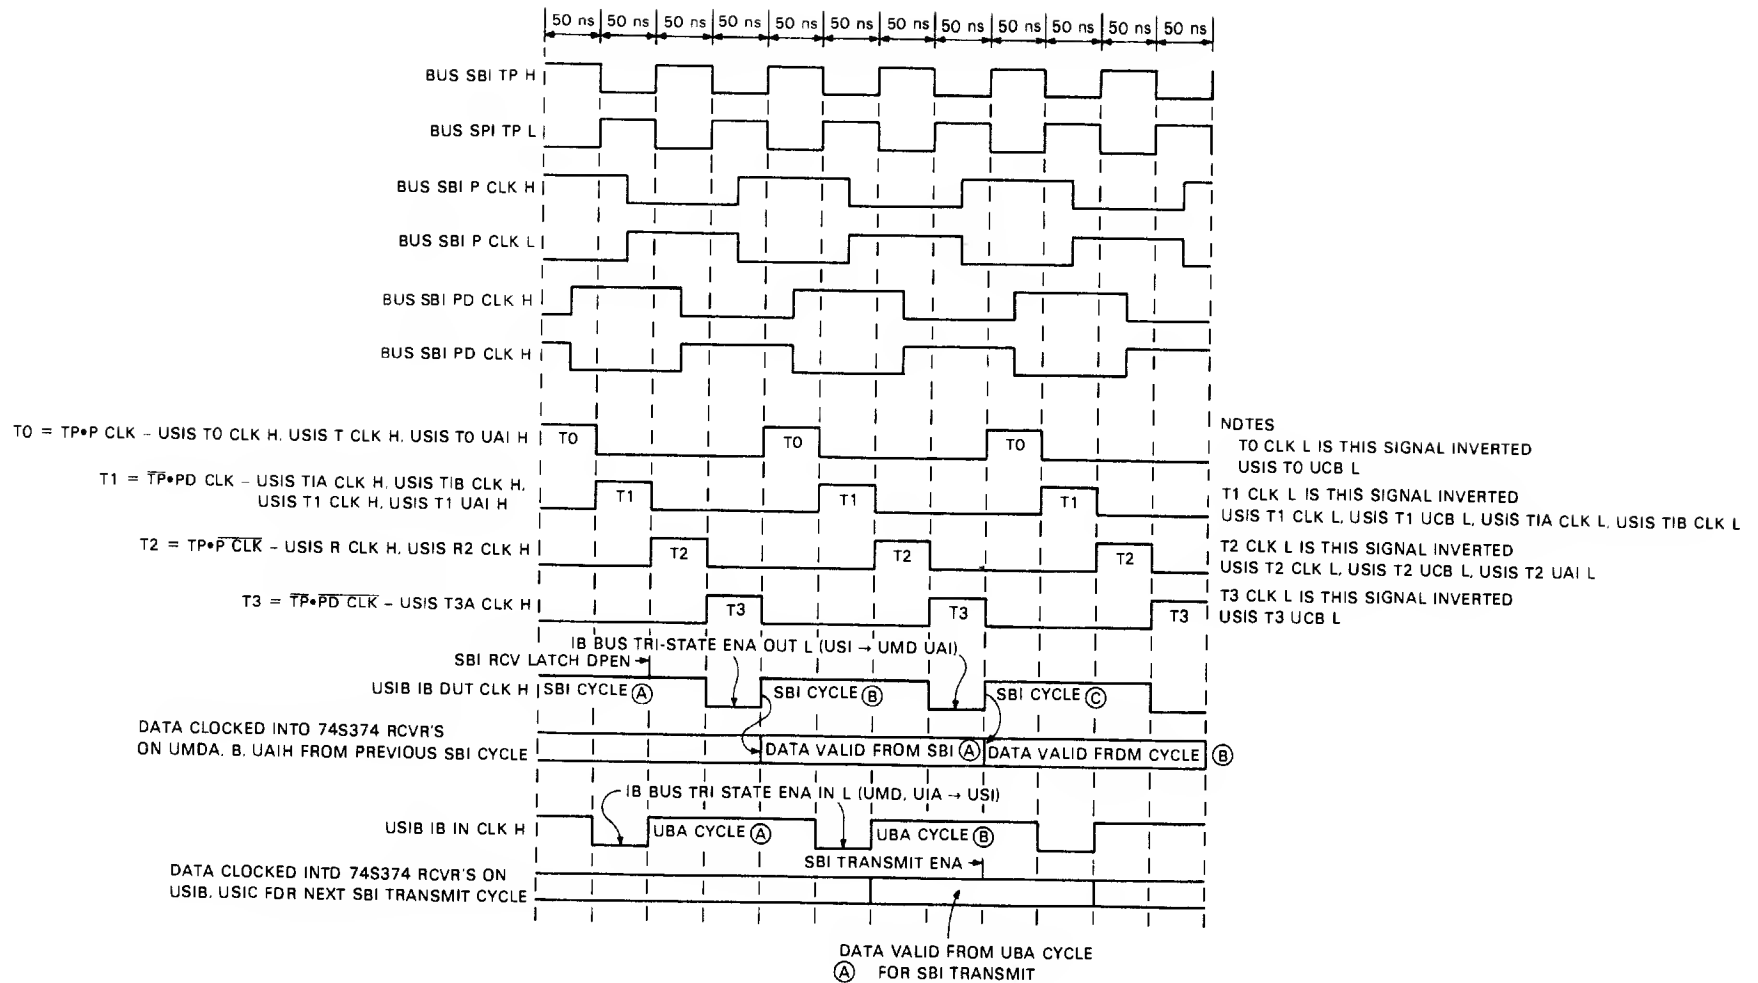 50 ns 50 ns 50 ns 50 ns 50 ns 50 ns 50 ns 50 ns 50 ns 50 ns 50 ns 50 ns
BUS SBI TP H
BUS SPI TP L
BUS SBI P CLK H
BUS SBI P CLK L
BUS SBI PD CLK H
BUS SBI PD CLK H
T0 = TP•P CLK – USIS T0 CLK H, USIS T CLK H, USIS T0 UAI H
T0 T0 T0
NDTES
T0 CLK L IS THIS SIGNAL INVERTED
USIS T0 UCB L
T1 = T̅P̅•PD CLK – USIS TIA CLK H, USIS TIB CLK H,
USIS T1 CLK H, USIS T1 UAI H
T1 T1 T1
T1 CLK L IS THIS SIGNAL INVERTED
USIS T1 CLK L, USIS T1 UCB L, USIS TIA CLK L, USIS TIB CLK L
T2 = TP•P̅ C̅L̅K̅ – USIS R CLK H, USIS R2 CLK H
T2 T2 T2
T2 CLK L IS THIS SIGNAL INVERTED
USIS T2 CLK L, USIS T2 UCB L, USIS T2 UAI L
T3 = T̅P̅•P̅D̅ C̅L̅K̅ – USIS T3A CLK H
T3 T3 T3
T3 CLK L IS THIS SIGNAL INVERTED
USIS T3 UCB L
IB BUS TRI-STATE ENA OUT L (USI → UMD UAI)
SBI RCV LATCH DPEN
USIB IB DUT CLK H
SBI CYCLE Ⓐ SBI CYCLE Ⓑ SBI CYCLE Ⓒ
DATA CLOCKED INTO 74S374 RCVR'S
ON UMDA, B, UAIH FROM PREVIOUS SBI CYCLE
DATA VALID FROM SBI Ⓐ DATA VALID FRDM CYCLE Ⓑ
IB BUS TRI STATE ENA IN L (UMD, UIA → USI)
USIB IB IN CLK H
UBA CYCLE Ⓐ UBA CYCLE Ⓑ
SBI TRANSMIT ENA
DATA CLOCKED INTD 74S374 RCVR'S ON
USIB, USIC FDR NEXT SBI TRANSMIT CYCLE
DATA VALID FROM UBA CYCLE
Ⓐ FOR SBI TRANSMIT